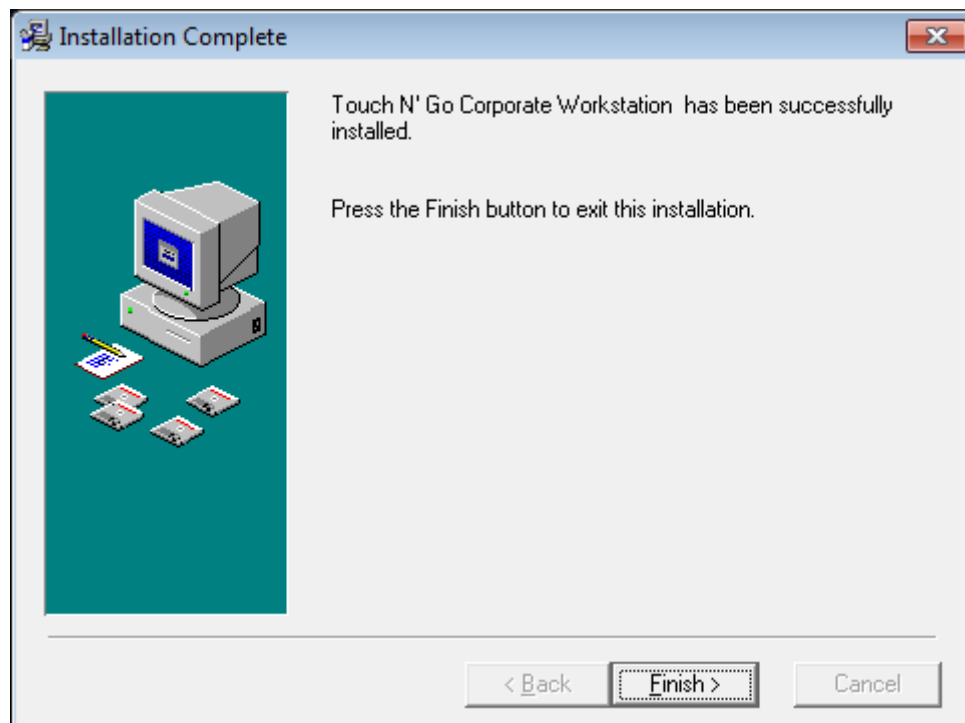 Installation Complete
Touch N' Go Corporate Workstation  has been successfully
installed.
Press the Finish button to exit this installation.
< Back
Finish >
Cancel